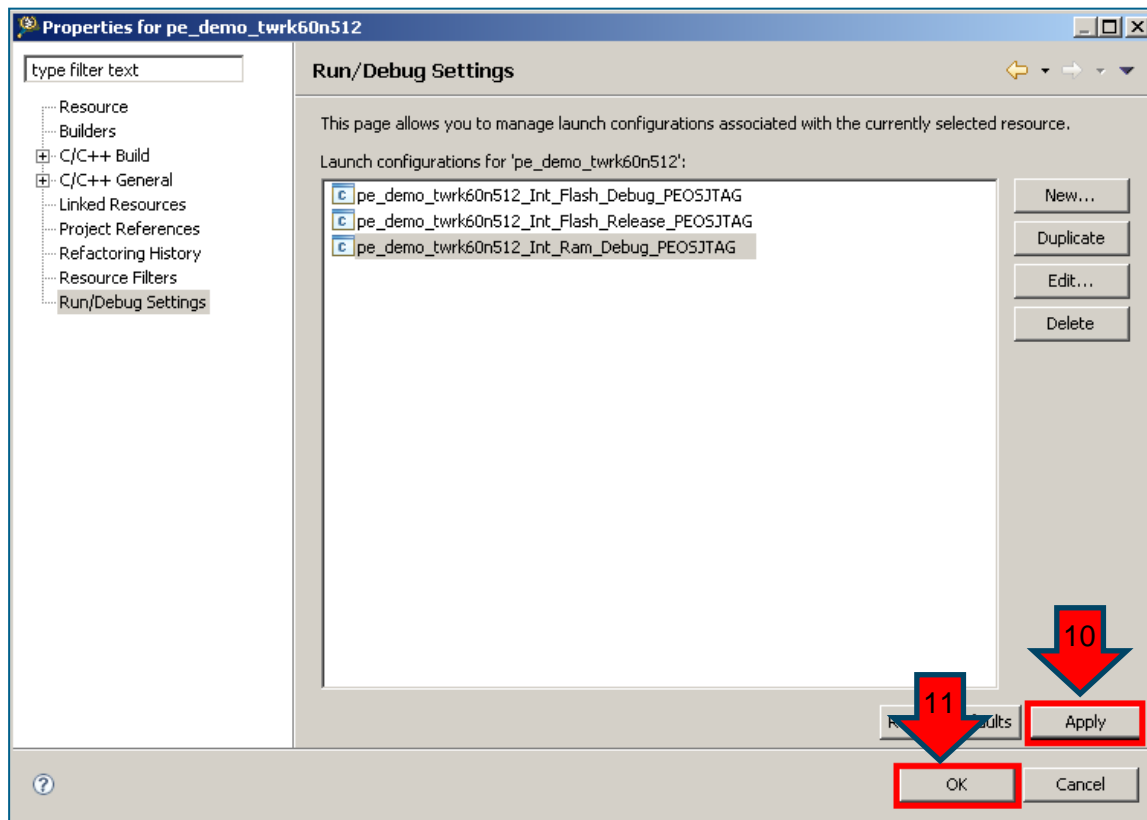 Properties for pe_demo_twrk60n512
type filter text
Resource
Builders
C/C++ Build
C/C++ General
Linked Resources
Project References
Refactoring History
Resource Filters
Run/Debug Settings
Run/Debug Settings
This page allows you to manage launch configurations associated with the currently selected resource.
Launch configurations for 'pe_demo_twrk60n512':
pe_demo_twrk60n512_Int_Flash_Debug_PEOSJTAG
pe_demo_twrk60n512_Int_Flash_Release_PEOSJTAG
pe_demo_twrk60n512_Int_Ram_Debug_PEOSJTAG
New...
Duplicate
Edit...
Delete
10
11
Apply
OK
Cancel